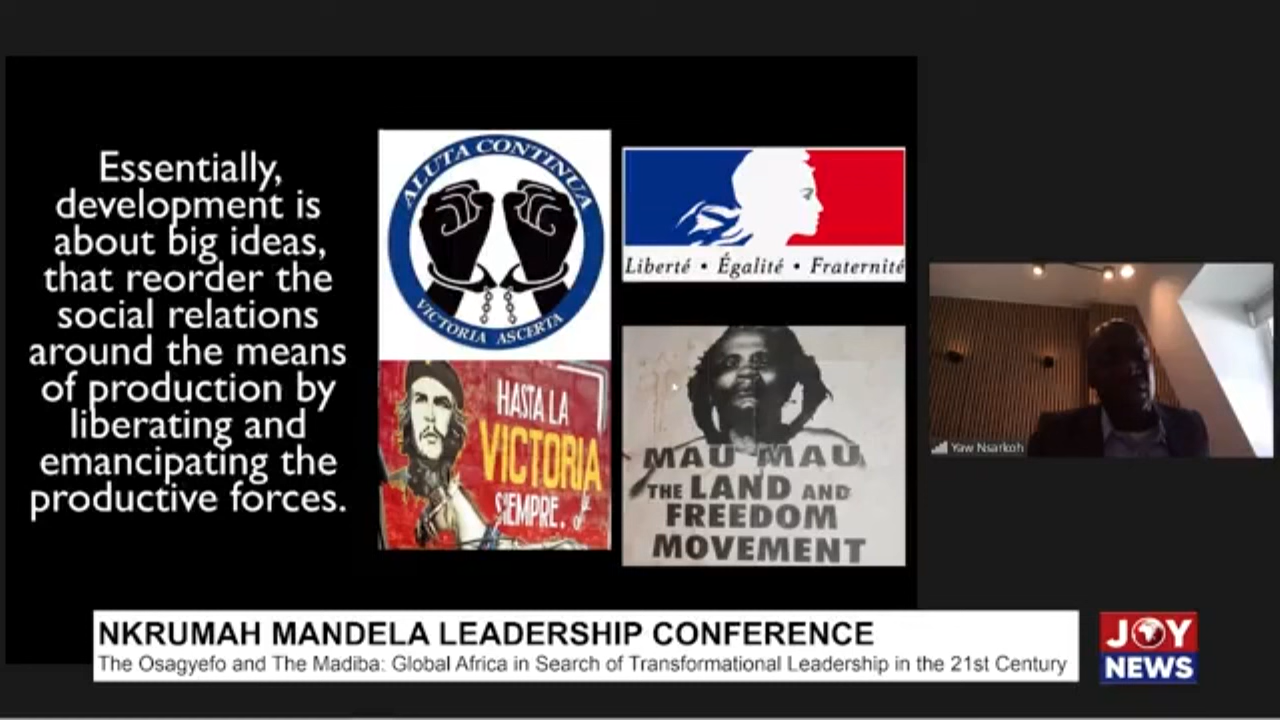 Essentially,
development is
about big ideas,
that reorder the
social relations
around the means
of production by
liberating and
emancipating the
productive forces.
ALUTA CONTINUA
VICTORIA ASCERTA
Liberté • Égalité • Fraternité
HASTA LA
VICTORIA
SIEMPRE.
MAU MAU
THE LAND AND
FREEDOM
MOVEMENT
Yaw Nsarkoh
NKRUMAH MANDELA LEADERSHIP CONFERENCE
The Osagyefo and The Madiba: Global Africa in Search of Transformational Leadership in the 21st Century
JOY
NEWS